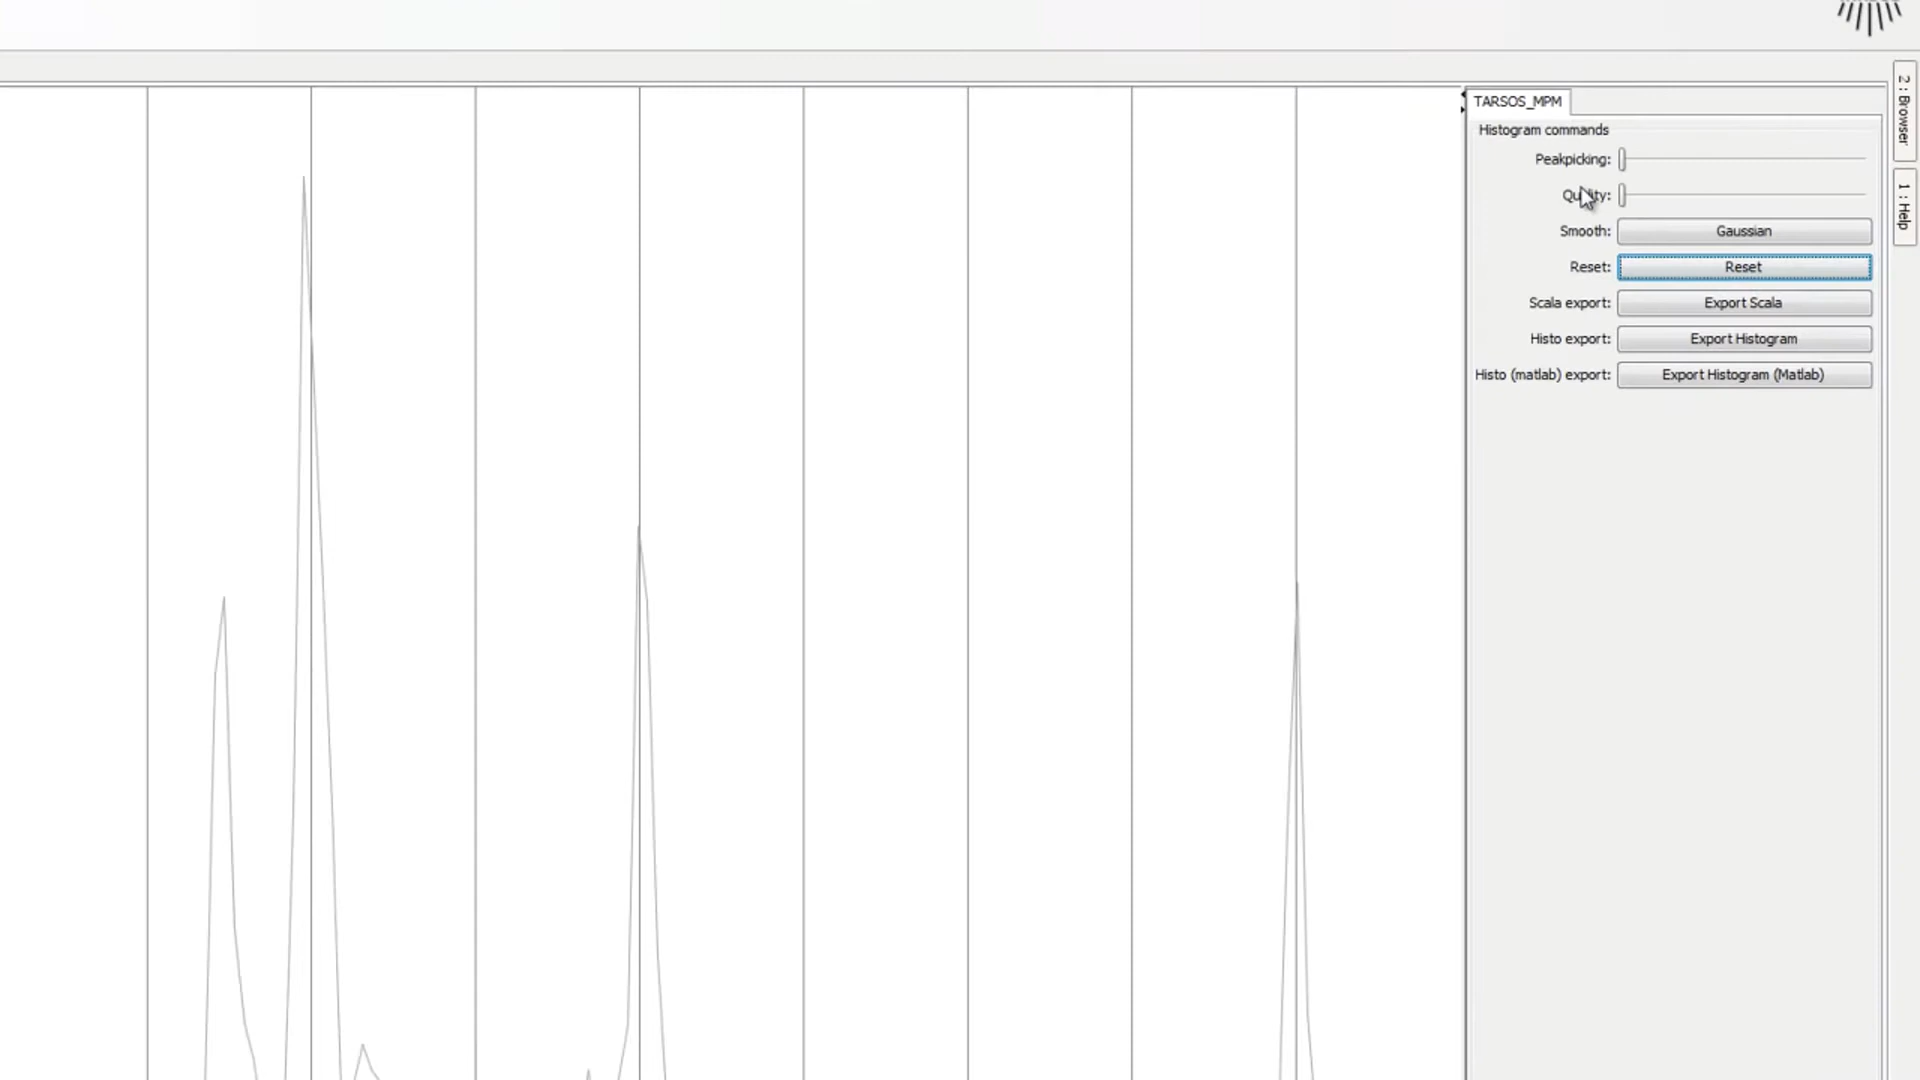 TARSOS_MPM
Histogram commands
Peakpicking:
Quality:
Smooth: Gaussian
Reset: Reset
Scala export: Export Scala
Histo export: Export Histogram
Histo (matlab) export: Export Histogram (Matlab)
2 : Browser
1 : Help